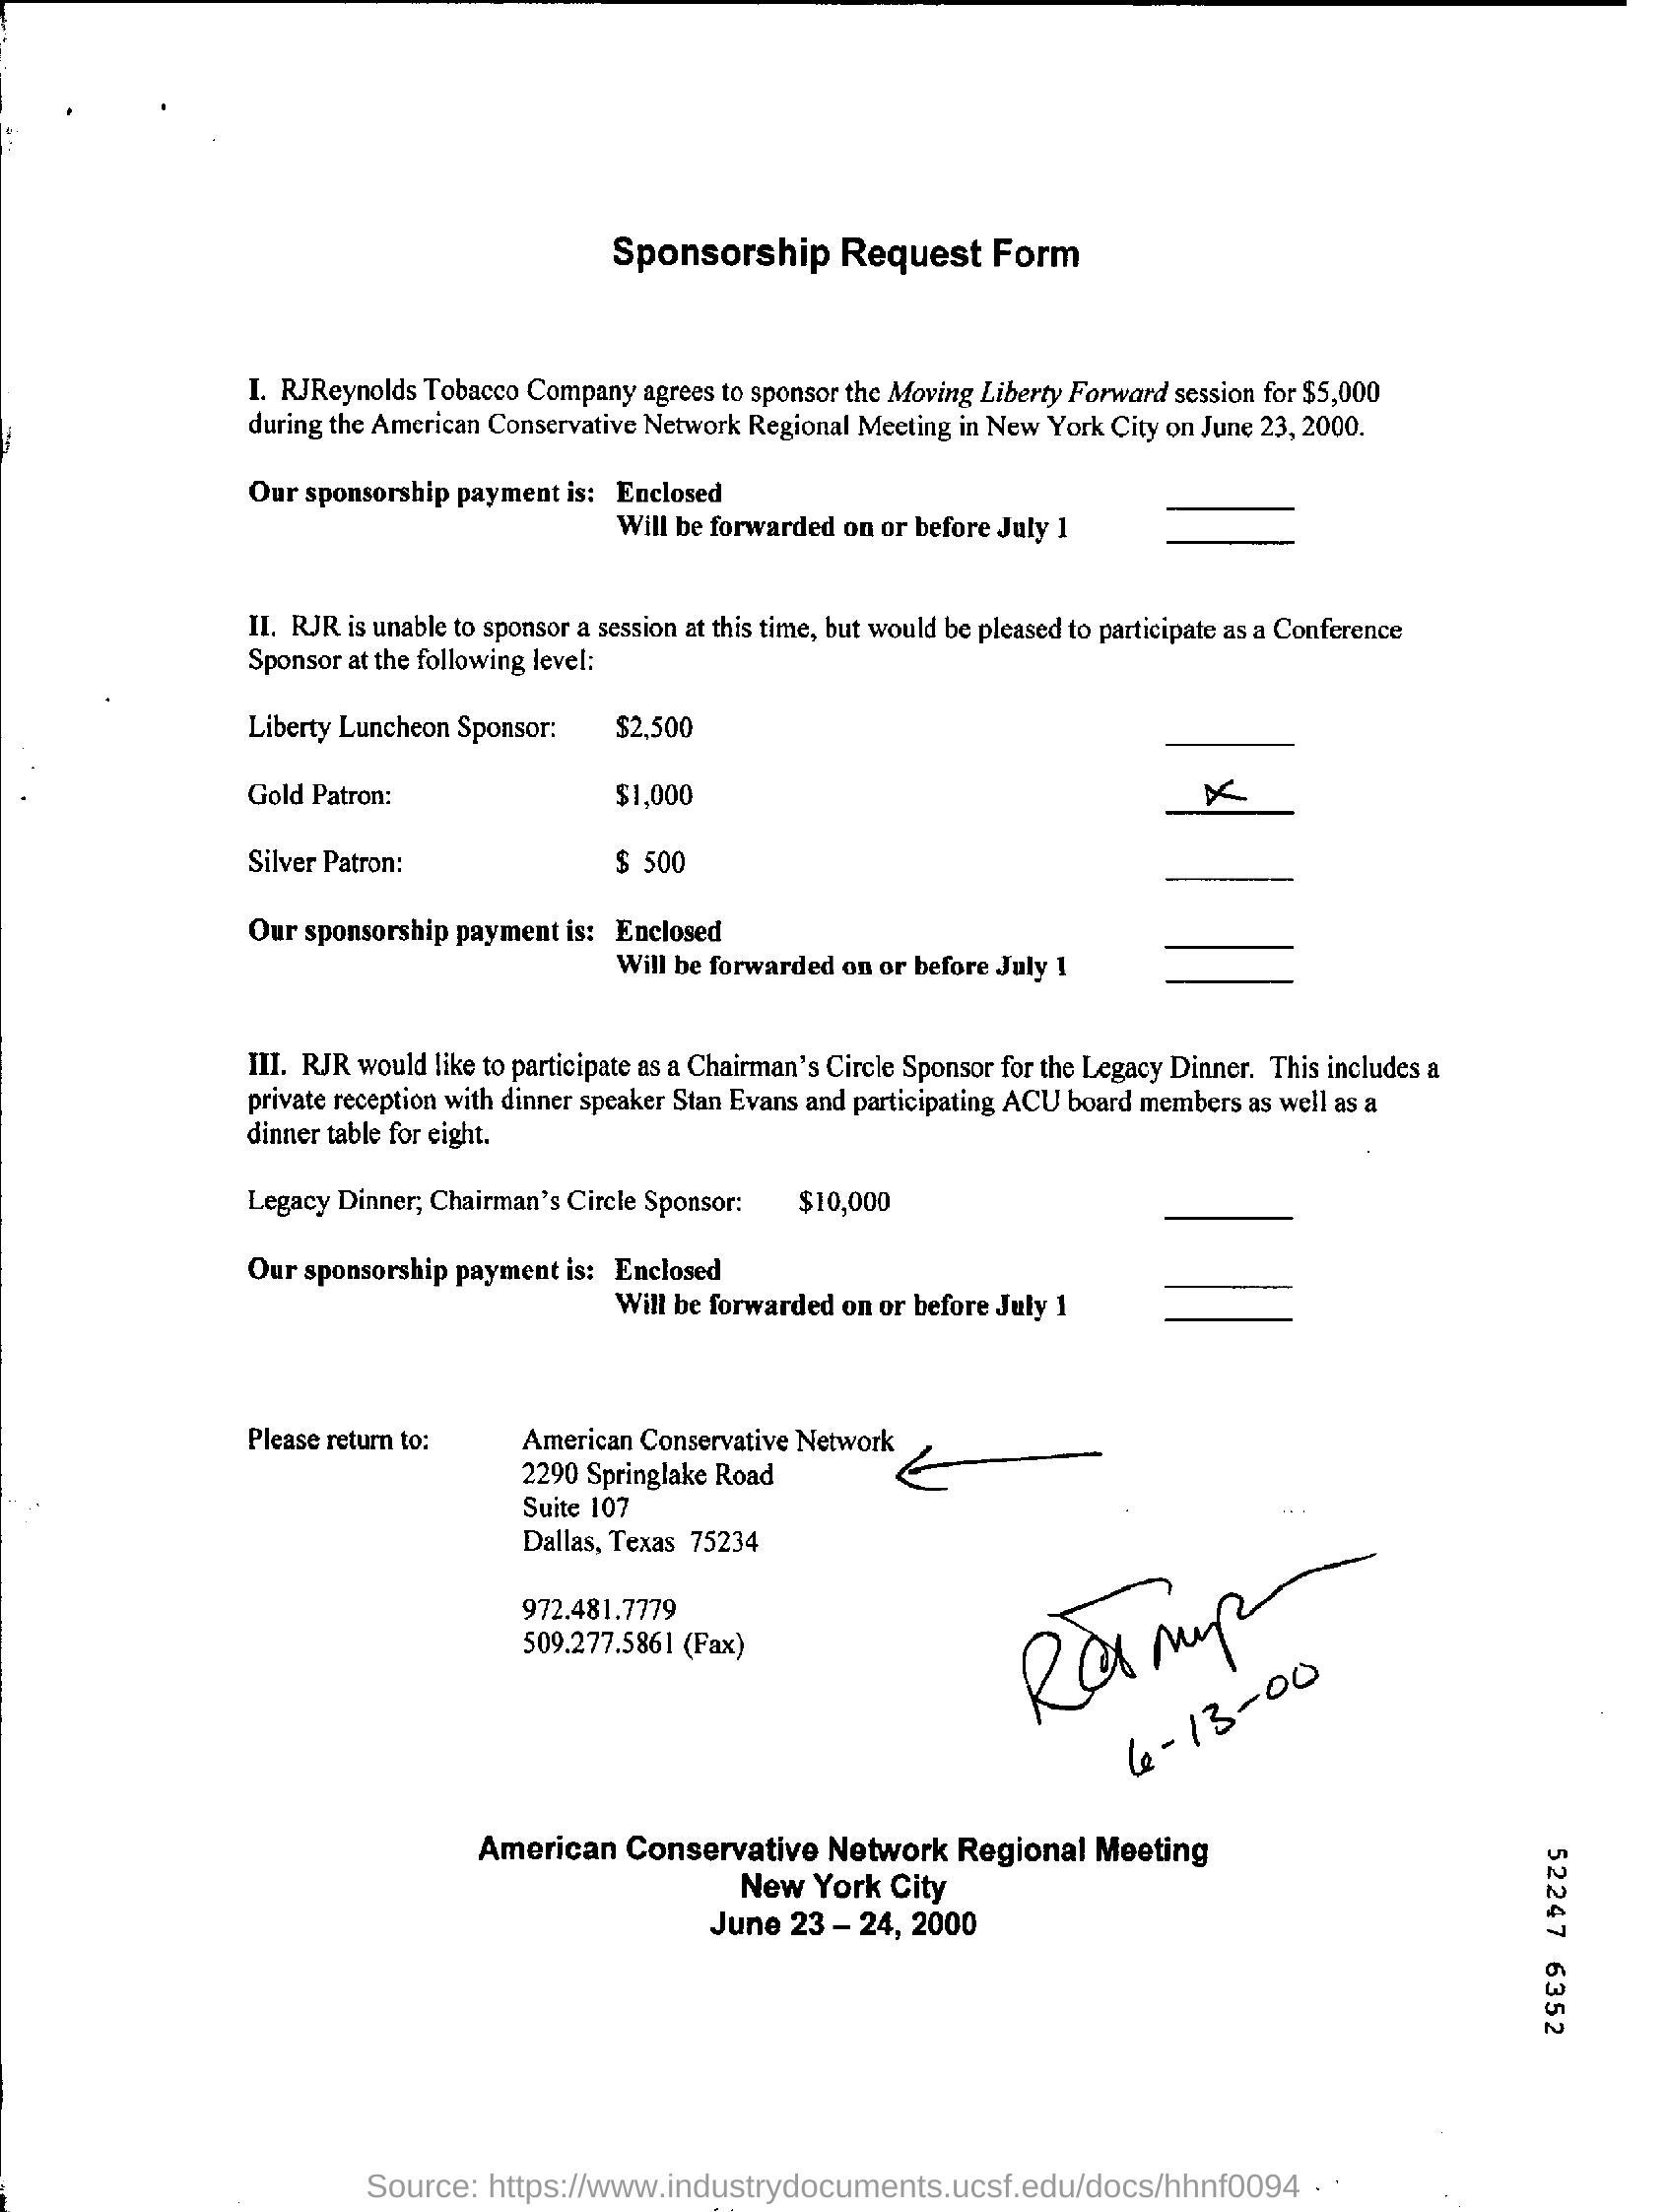 Sponsorship Request Form
I. RJReynolds Tobacco Company agrees to sponsor the Moving Liberty Forward session for $5,000
during the American Conservative Network Regional Meeting in New York City on June 23, 2000.
Our sponsorship payment is: Enclosed
Will be forwarded on or before July 1
II. RJR is unable to sponsor a session at this time, but would be pleased to participate as a Conference
Sponsor at the following level:
Liberty Luncheon Sponsor: $2,500
Gold Patron: $1,000
Silver Patron: $ 500
Our sponsorship payment is: Enclosed
Will be forwarded on or before July 1
III. RJR would like to participate as a Chairman's Circle Sponsor for the Legacy Dinner. This includes a
private reception with dinner speaker Stan Evans and participating ACU board members as well as a
dinner table for eight.
Legacy Dinner; Chairman's Circle Sponsor: $10,000
Our sponsorship payment is: Enclosed
Will be forwarded on or before July 1
Please return to: American Conservative Network
2290 Springlake Road
Suite 107
Dallas, Texas 75234
972.481.7779
509.277.5861 (Fax)
6-13-00
American Conservative Network Regional Meeting
New York City
June 23 – 24, 2000
52247 6352
Source: https://www.industrydocuments.ucsf.edu/docs/hhnf0094